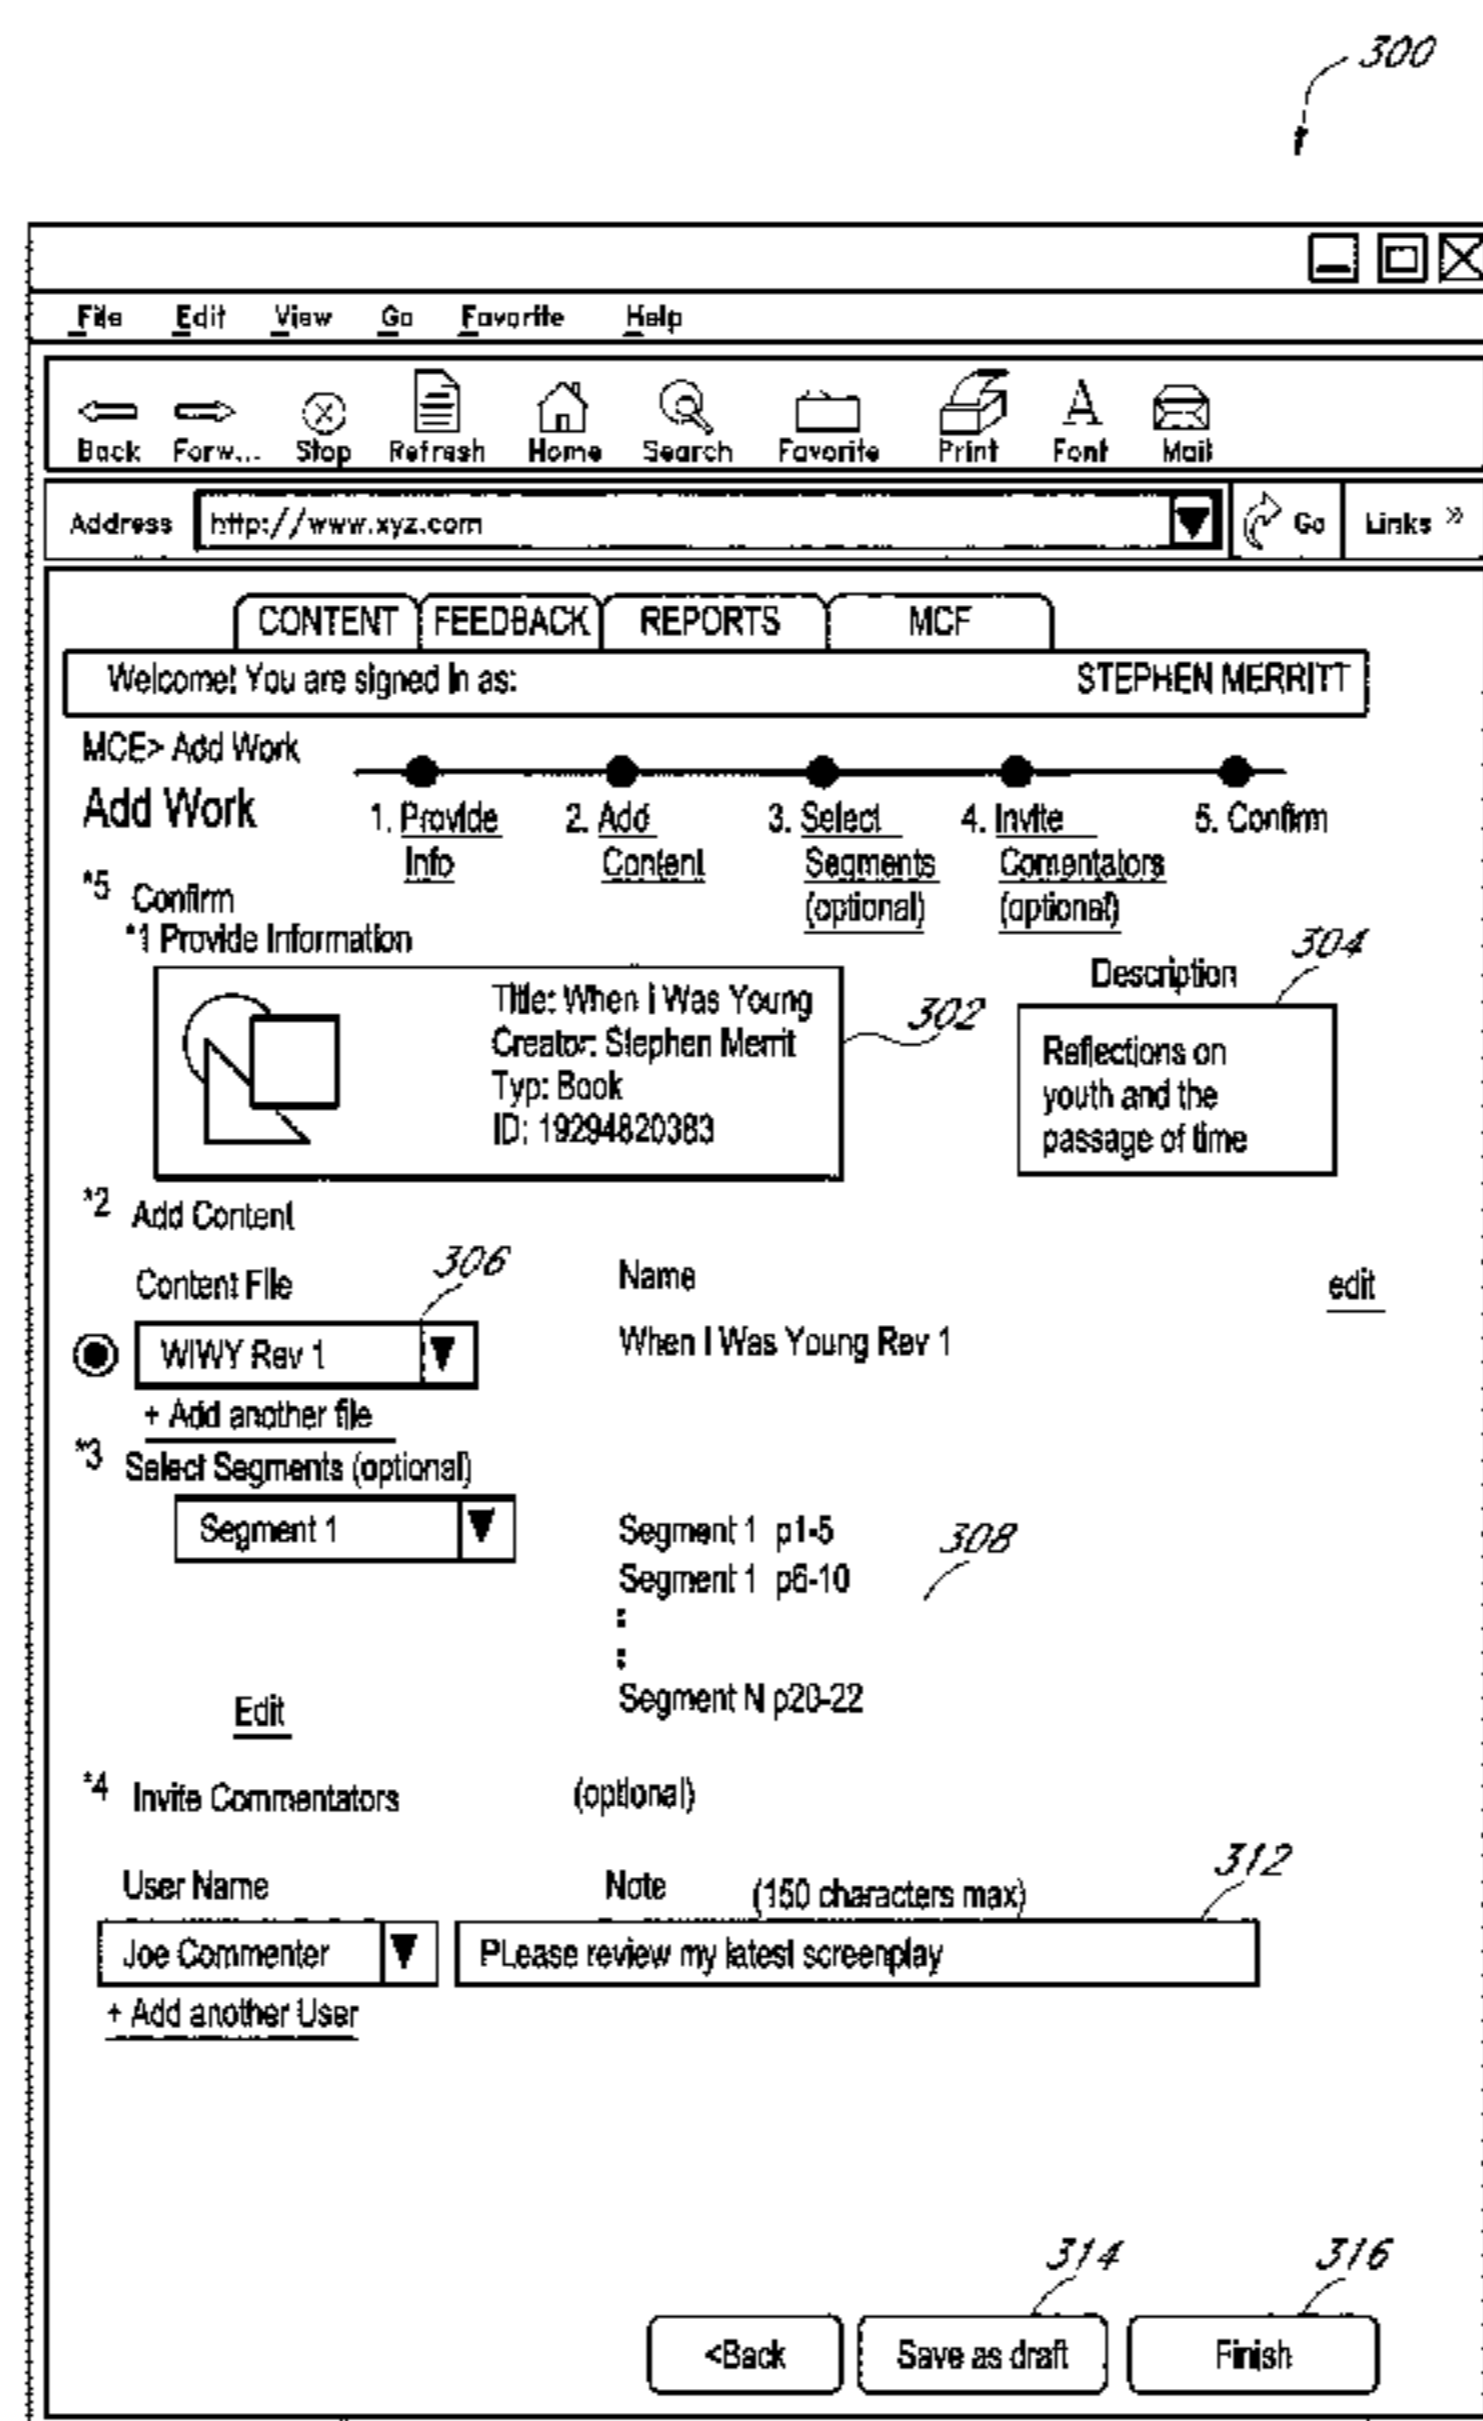 300
File Edit View Go Favorite Help
Back Forw... Stop Refresh Home Search Favorite Print Font Mail
Address http://www.xyz.com Go Links »
CONTENT FEEDBACK REPORTS MCF
Welcome! You are signed in as: STEPHEN MERRITT
MCE> Add Work
Add Work 1. Provide 2. Add 3. Select 4. Invite 5. Confirm
Info Content Segments Comentators
*5 Confirm (optional) (optional)
*1 Provide Information
304
Description
Title: When I Was Young 302
Creator: Stephen Merrit
Typ: Book
ID: 19294820383
Reflections on
youth and the
passage of time
*2 Add Content
306
Content File Name edit
WIWY Rev 1 When I Was Young Rev 1
+ Add another file
*3 Select Segments (optional)
Segment 1 Segment 1 p1-5 308
Segment 1 p6-10
:
:
Segment N p20-22
Edit
*4 Invite Commentators (optional)
312
User Name Note (150 characters max)
Joe Commenter PLease review my latest screenplay
+ Add another User
314 316
<Back Save as draft Finish